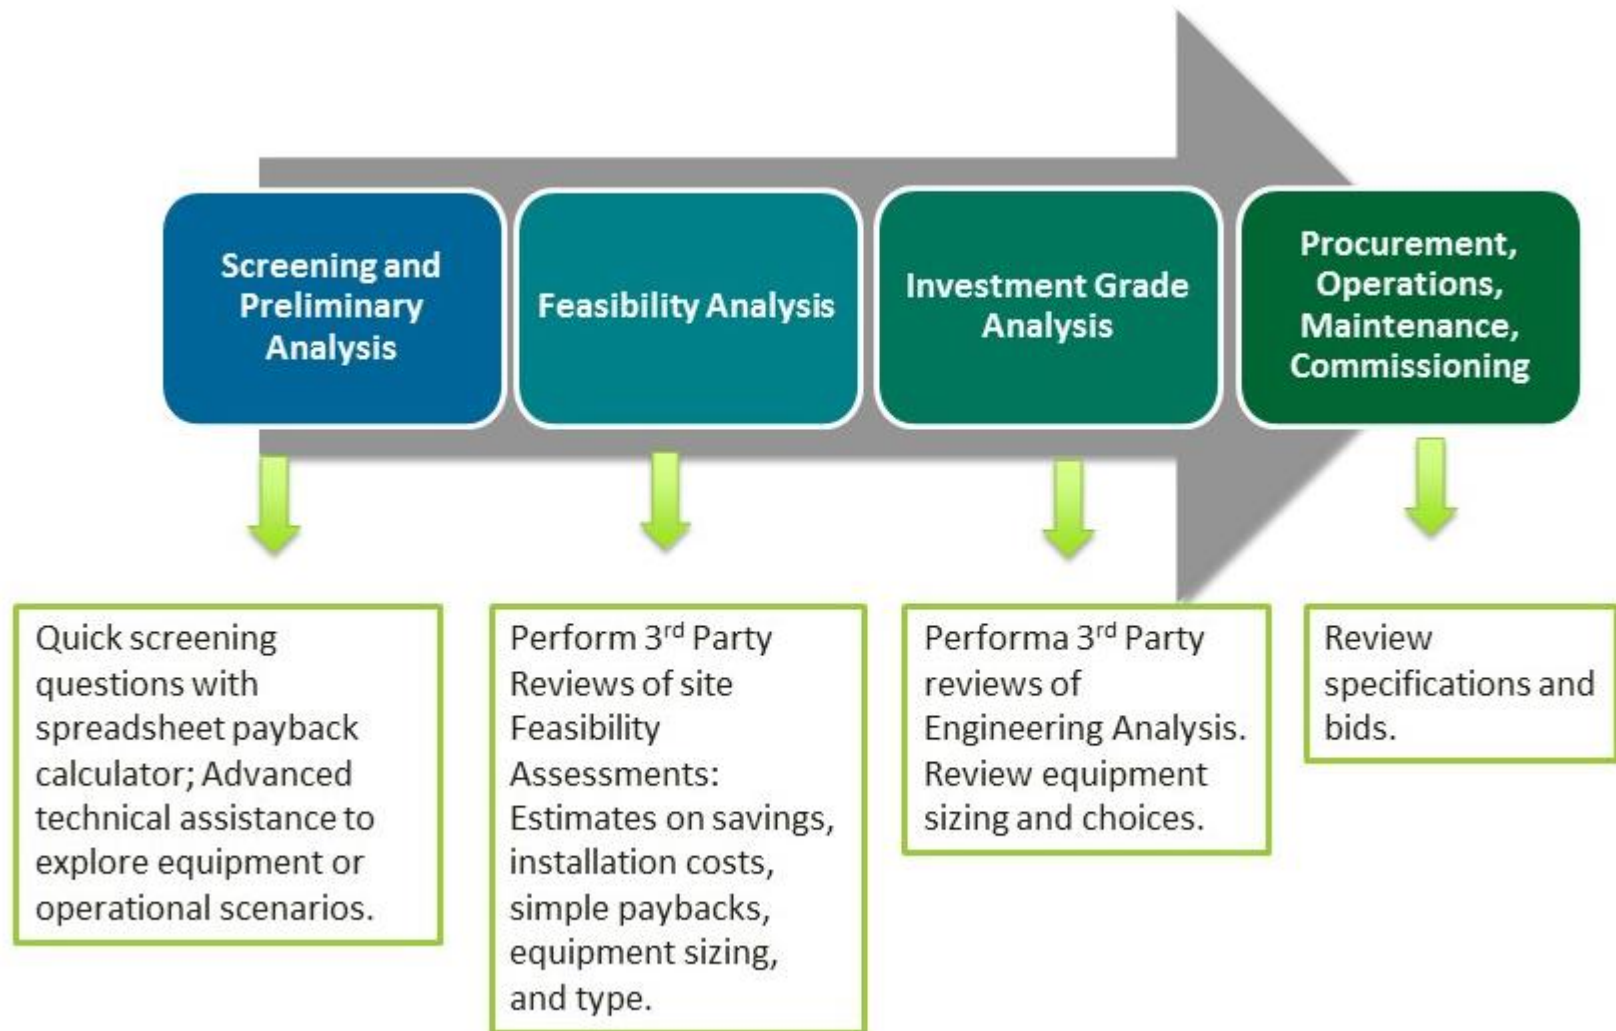 Screening and
Preliminary
Analysis
Feasibility Analysis
Investment Grade
Analysis
Procurement,
Operations,
Maintenance,
Commissioning
Quick screening
questions with
spreadsheet payback
calculator; Advanced
technical assistance to
explore equipment or
operational scenarios.
Perform 3rd Party
Reviews of site
Feasibility
Assessments:
Estimates on savings,
installation costs,
simple paybacks,
equipment sizing,
and type.
Performa 3rd Party
reviews of
Engineering Analysis.
Review equipment
sizing and choices.
Review
specifications and
bids.